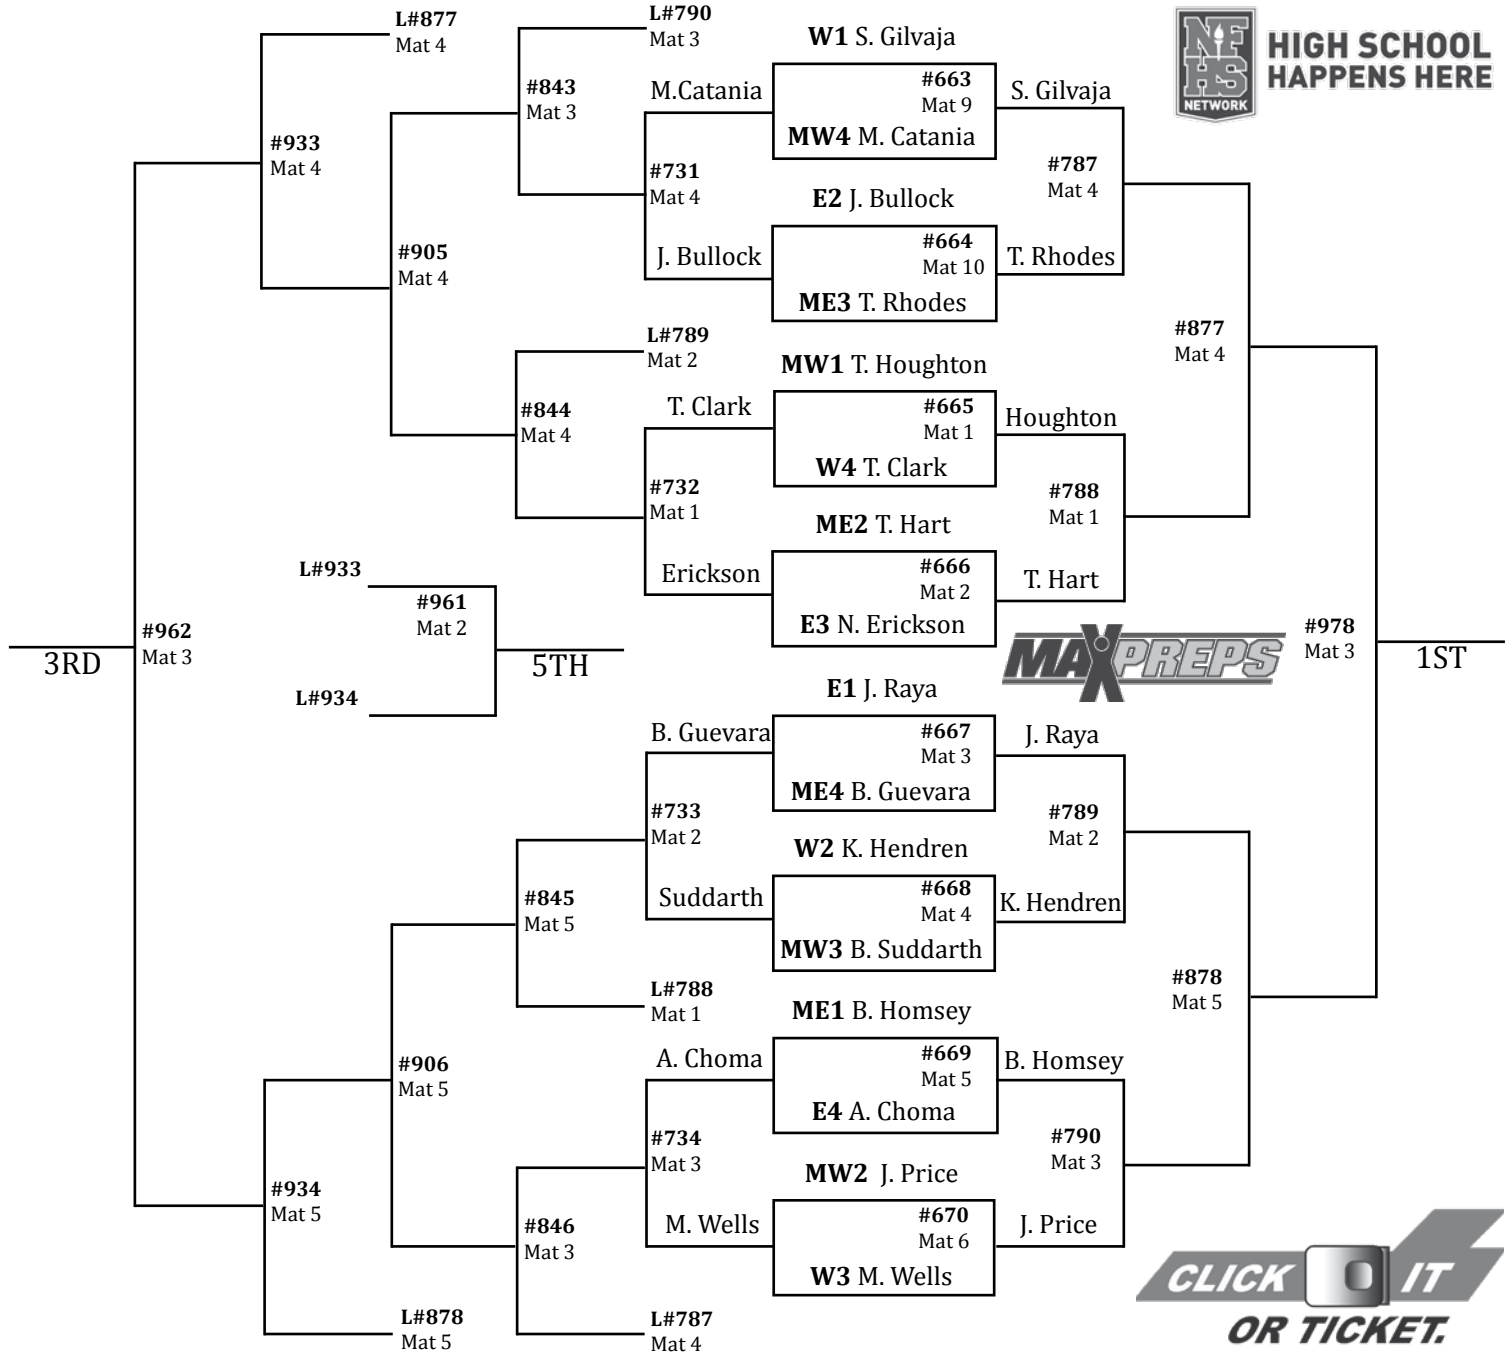 L#877
Mat 4
L#790
Mat 3
W1 S. Gilvaja
NFHS
NETWORK
HIGH SCHOOL
HAPPENS HERE
#843
Mat 3
M.Catania
#663
Mat 9
S. Gilvaja
MW4 M. Catania
#933
Mat 4
#731
Mat 4
#787
Mat 4
E2 J. Bullock
#905
Mat 4
J. Bullock
#664
Mat 10
T. Rhodes
ME3 T. Rhodes
L#789
Mat 2
#877
Mat 4
MW1 T. Houghton
#844
Mat 4
T. Clark
#665
Mat 1
Houghton
W4 T. Clark
#732
Mat 1
#788
Mat 1
ME2 T. Hart
L#933
#961
Mat 2
Erickson
#666
Mat 2
T. Hart
E3 N. Erickson
#962
Mat 3
3RD
5TH
MAXPREPS
#978
Mat 3
1ST
L#934
E1 J. Raya
B. Guevara
#667
Mat 3
J. Raya
ME4 B. Guevara
#733
Mat 2
#789
Mat 2
W2 K. Hendren
#845
Mat 5
Suddarth
#668
Mat 4
K. Hendren
MW3 B. Suddarth
L#788
Mat 1
#878
Mat 5
ME1 B. Homsey
#906
Mat 5
A. Choma
#669
Mat 5
B. Homsey
E4 A. Choma
#734
Mat 3
#790
Mat 3
MW2 J. Price
#934
Mat 5
#846
Mat 3
M. Wells
#670
Mat 6
J. Price
W3 M. Wells
L#878
Mat 5
L#787
Mat 4
CLICK IT
OR TICKET.